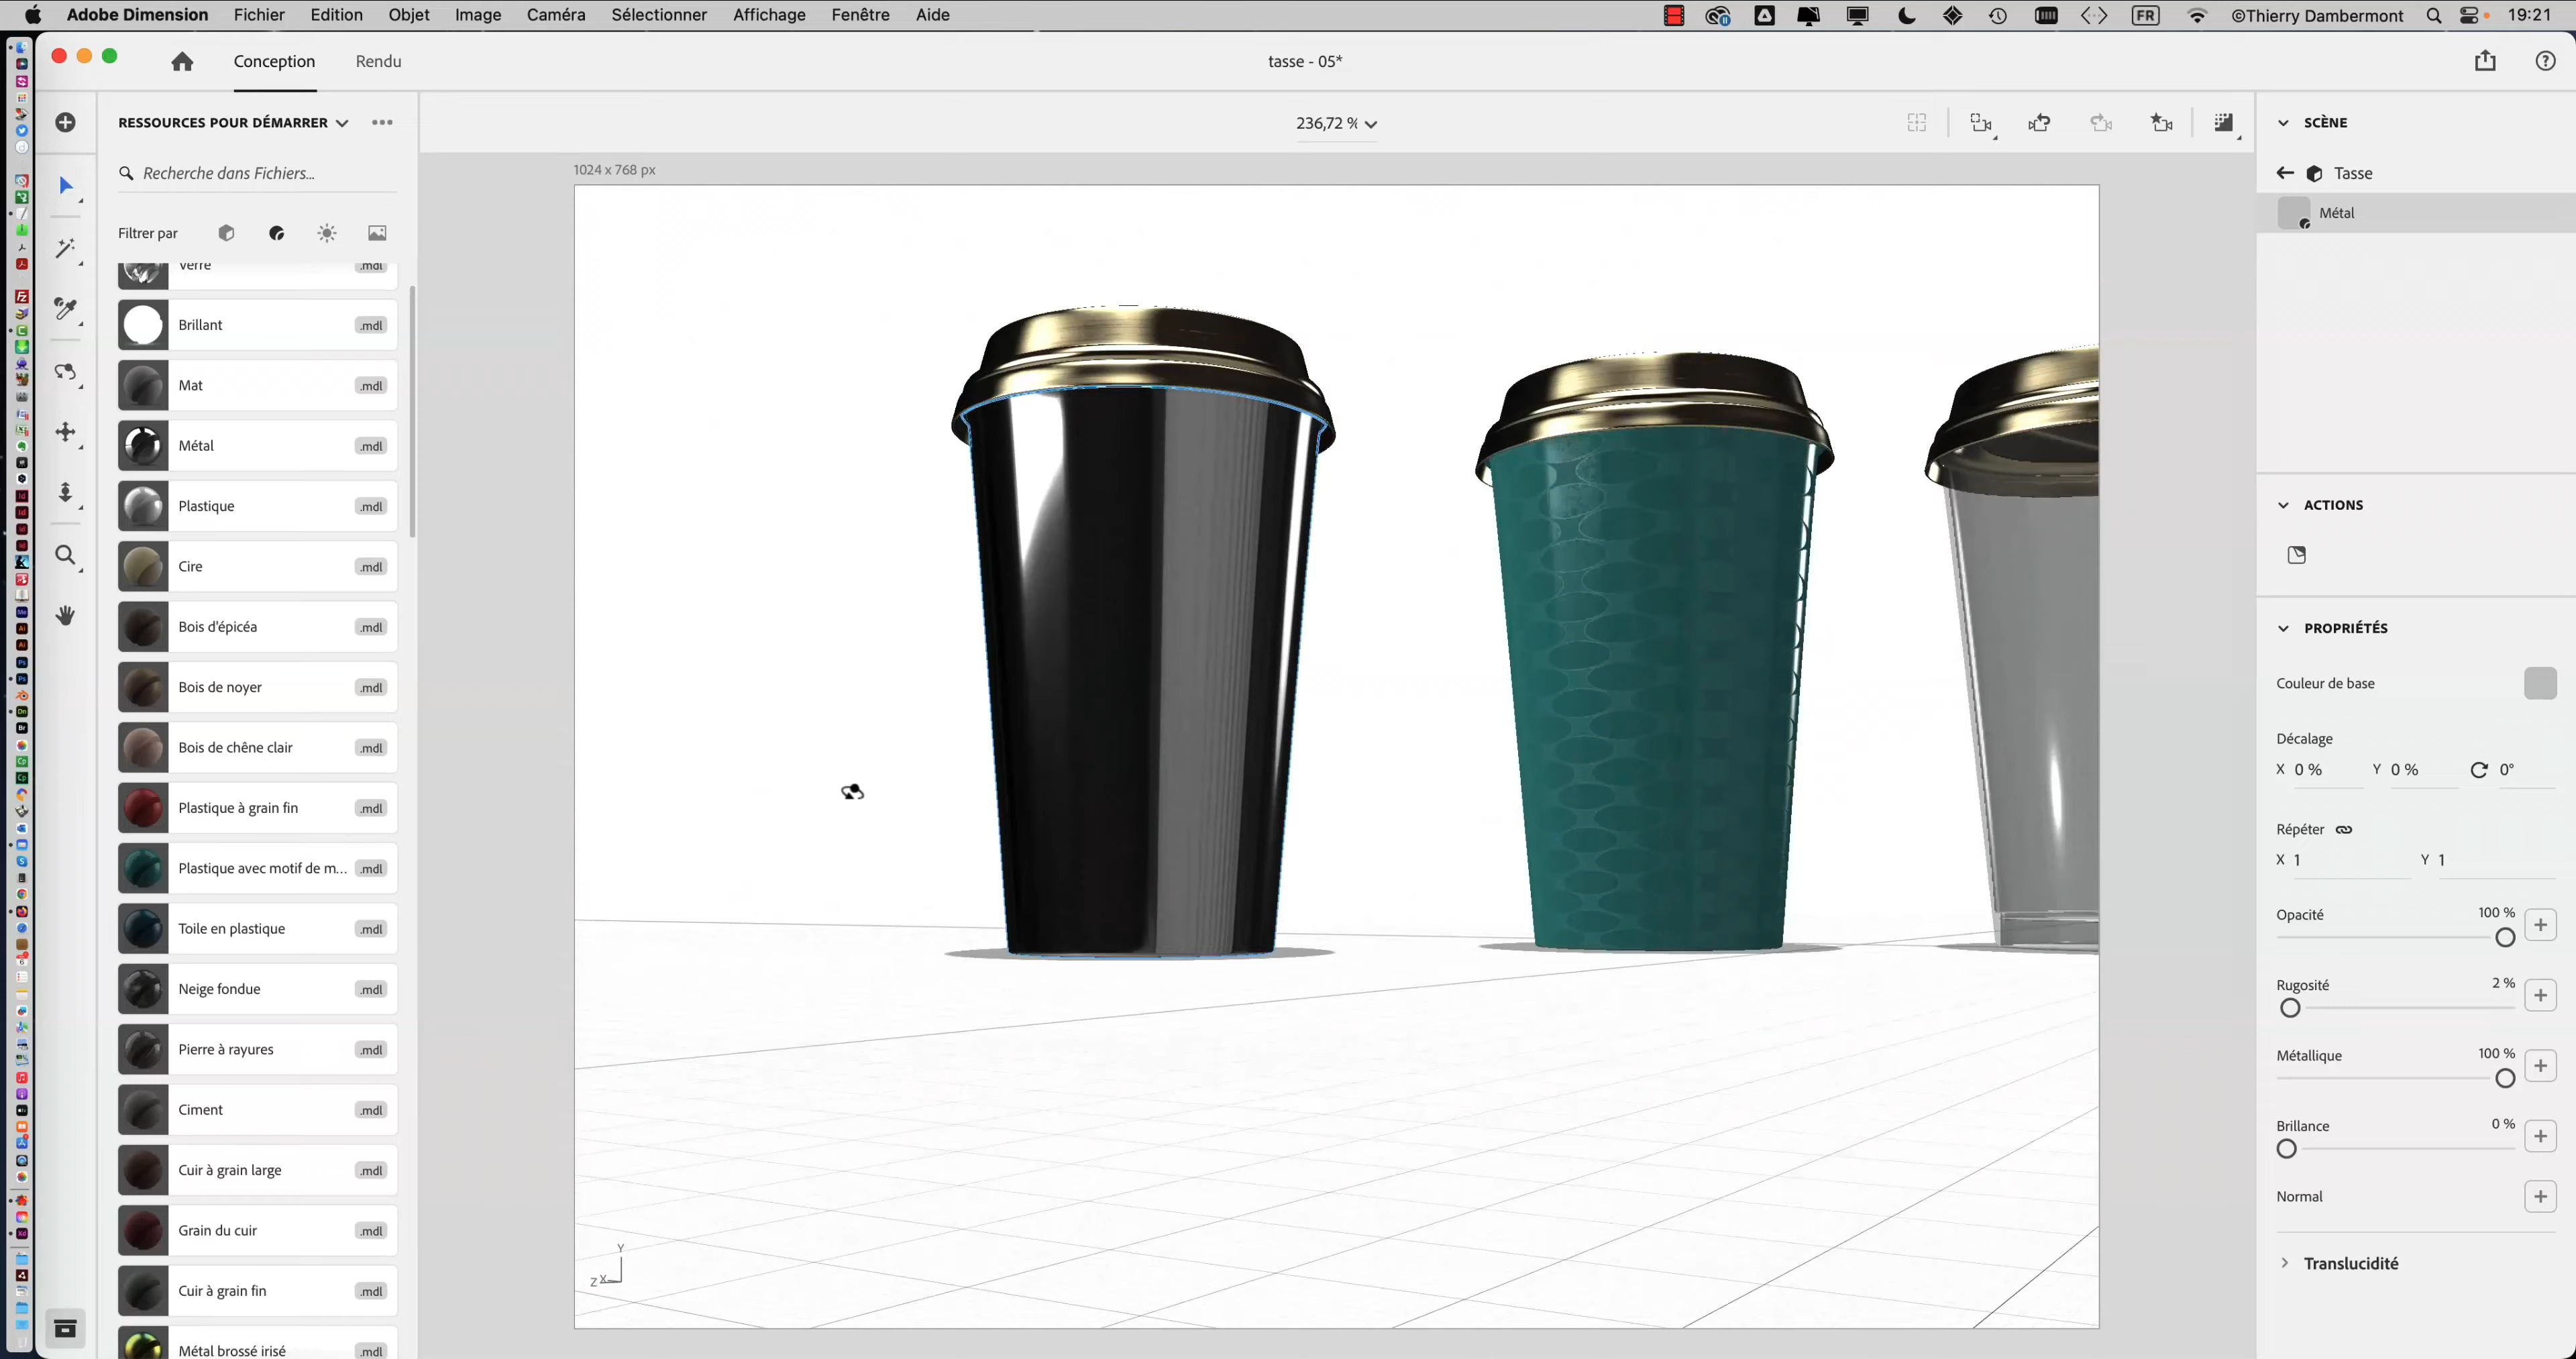 Adobe Dimension Fichier Edition Objet Image Caméra Sélectionner Affichage Fenêtre Aide FR ©Thierry Dambermont 19:21
Conception Rendu tasse - 05*
RESSOURCES POUR DÉMARRER
Recherche dans Fichiers...
Filtrer par
Verre .mdl
Brillant .mdl
Mat .mdl
Métal .mdl
Plastique .mdl
Cire .mdl
Bois d'épicéa .mdl
Bois de noyer .mdl
Bois de chêne clair .mdl
Plastique à grain fin .mdl
Plastique avec motif de m... .mdl
Toile en plastique .mdl
Neige fondue .mdl
Pierre à rayures .mdl
Ciment .mdl
Cuir à grain large .mdl
Grain du cuir .mdl
Cuir à grain fin .mdl
Métal brossé irisé .mdl
236,72 %
1024 x 768 px
Y
Z X
SCÈNE
Tasse
Métal
ACTIONS
PROPRIÉTÉS
Couleur de base
Décalage
X 0 % Y 0 % 0°
Répéter
X 1 Y 1
Opacité 100 %
Rugosité 2 %
Métallique 100 %
Brillance 0 %
Normal
Translucidité